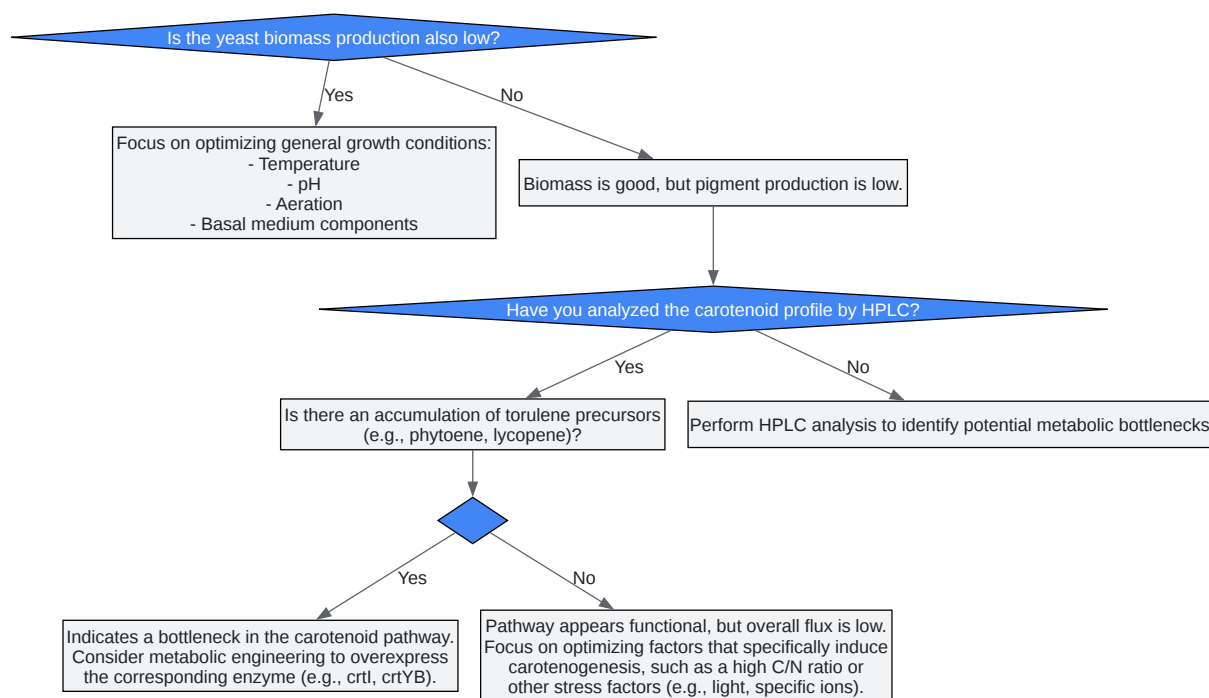 Is the yeast biomass production also low?
Yes
No
Focus on optimizing general growth conditions:
- Temperature
- pH
- Aeration
- Basal medium components
Biomass is good, but pigment production is low.
Have you analyzed the carotenoid profile by HPLC?
Yes
No
Is there an accumulation of torulene precursors
(e.g., phytoene, lycopene)?
Perform HPLC analysis to identify potential metabolic bottlenecks.
Yes
No
Indicates a bottleneck in the carotenoid pathway.
Consider metabolic engineering to overexpress
the corresponding enzyme (e.g., crtI, crtYB).
Pathway appears functional, but overall flux is low.
Focus on optimizing factors that specifically induce
carotenogenesis, such as a high C/N ratio or
other stress factors (e.g., light, specific ions).